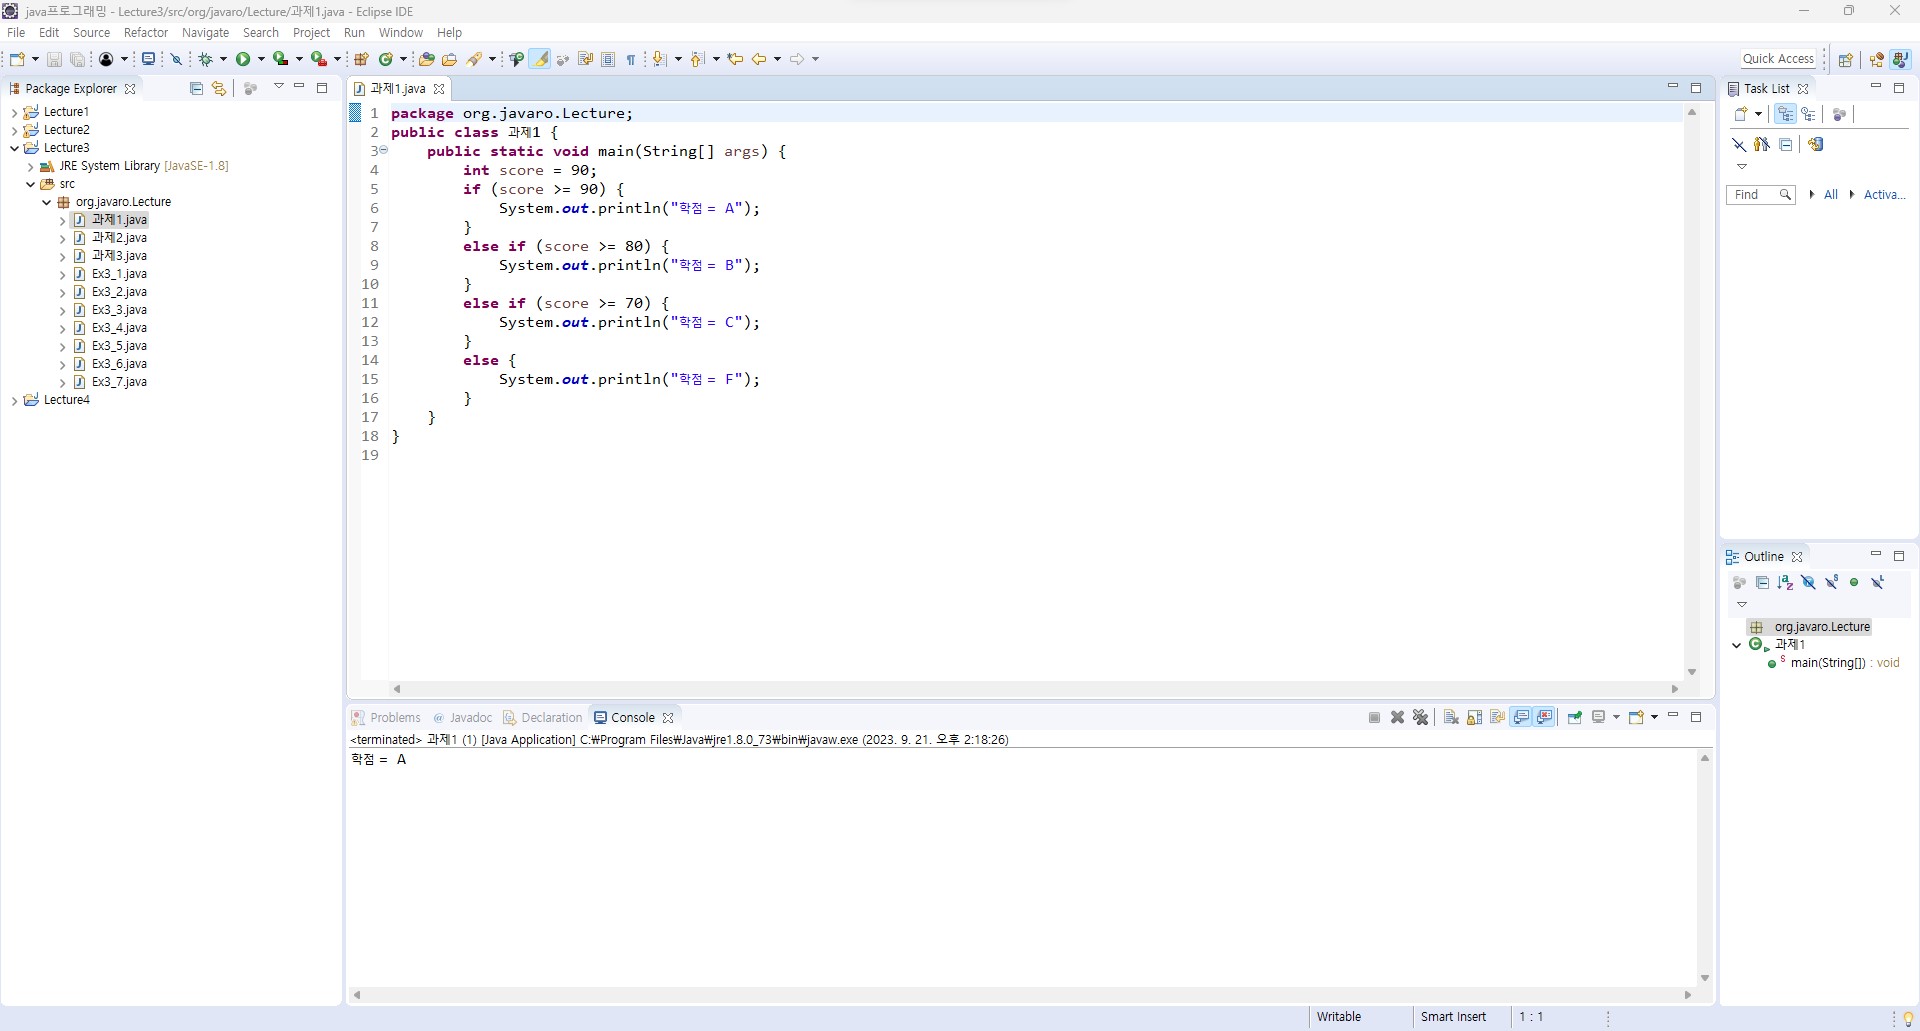 java프로그래밍 - Lecture3/src/org/javaro/Lecture/과제1.java - Eclipse IDE
File Edit Source Refactor Navigate Search Project Run Window Help
Quick Access
Package Explorer
Lecture1
Lecture2
Lecture3
JRE System Library [JavaSE-1.8]
src
org.javaro.Lecture
과제1.java
과제2.java
과제3.java
Ex3_1.java
Ex3_2.java
Ex3_3.java
Ex3_4.java
Ex3_5.java
Ex3_6.java
Ex3_7.java
Lecture4
과제1.java
1 package org.javaro.Lecture;
2 public class 과제1 {
3     public static void main(String[] args) {
4         int score = 90;
5         if (score >= 90) {
6             System.out.println("학점 = A");
7         }
8         else if (score >= 80) {
9             System.out.println("학점 = B");
10         }
11         else if (score >= 70) {
12             System.out.println("학점 = C");
13         }
14         else {
15             System.out.println("학점 = F");
16         }
17     }
18 }
19
Task List
Find All Activa...
Outline
org.javaro.Lecture
과제1
main(String[]) : void
Problems Javadoc Declaration Console
<terminated> 과제1 (1) [Java Application] C:₩Program Files₩Java₩jre1.8.0_73₩bin₩javaw.exe (2023. 9. 21. 오후 2:18:26)
학점 = A
Writable Smart Insert 1 : 1